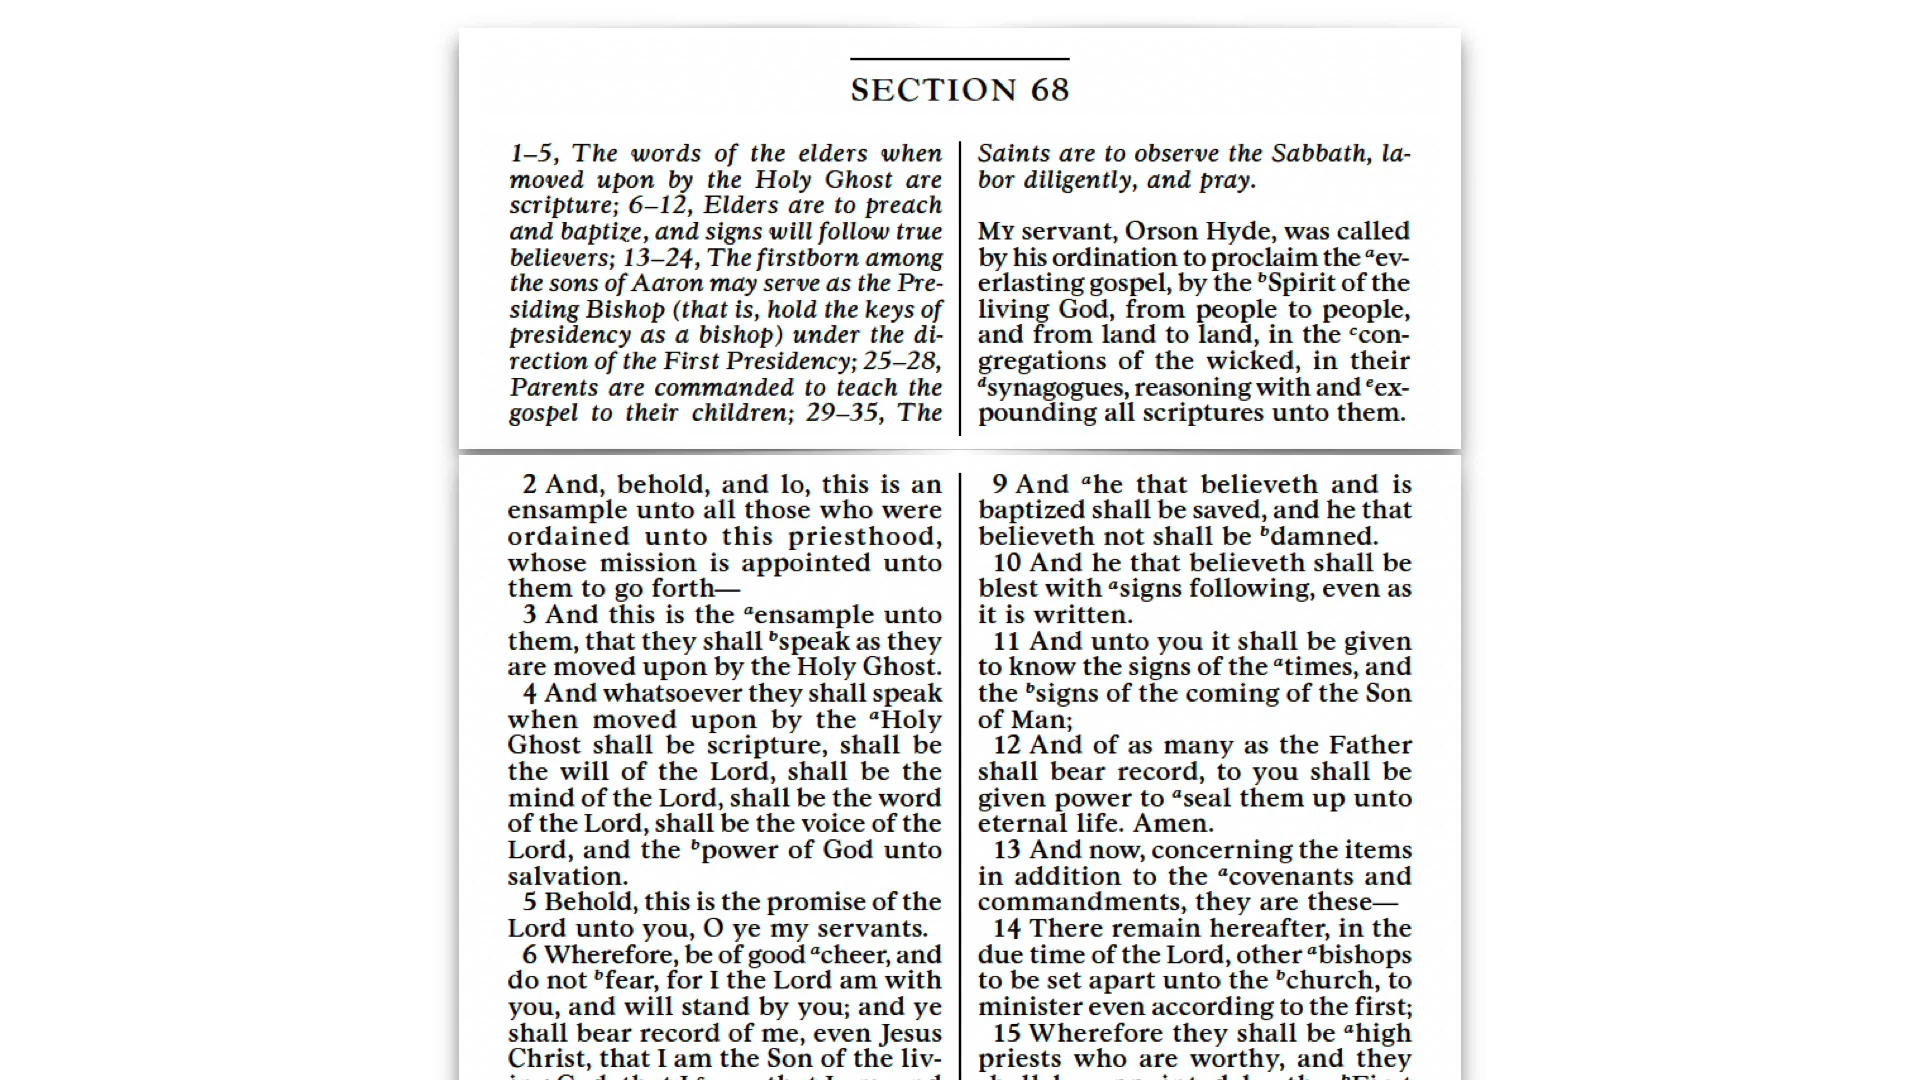 SECTION 68
1–5, The words of the elders when
moved upon by the Holy Ghost are
scripture; 6–12, Elders are to preach
and baptize, and signs will follow true
believers; 13–24, The firstborn among
the sons of Aaron may serve as the Pre-
siding Bishop (that is, hold the keys of
presidency as a bishop) under the di-
rection of the First Presidency; 25–28,
Parents are commanded to teach the
gospel to their children; 29–35, The
Saints are to observe the Sabbath, la-
bor diligently, and pray.
MY servant, Orson Hyde, was called
by his ordination to proclaim the aev-
erlasting gospel, by the bSpirit of the
living God, from people to people,
and from land to land, in the ccon-
gregations of the wicked, in their
dsynagogues, reasoning with and eex-
pounding all scriptures unto them.
2 And, behold, and lo, this is an
ensample unto all those who were
ordained unto this priesthood,
whose mission is appointed unto
them to go forth—
3 And this is the aensample unto
them, that they shall bspeak as they
are moved upon by the Holy Ghost.
4 And whatsoever they shall speak
when moved upon by the aHoly
Ghost shall be scripture, shall be
the will of the Lord, shall be the
mind of the Lord, shall be the word
of the Lord, shall be the voice of the
Lord, and the bpower of God unto
salvation.
5 Behold, this is the promise of the
Lord unto you, O ye my servants.
6 Wherefore, be of good acheer, and
do not bfear, for I the Lord am with
you, and will stand by you; and ye
shall bear record of me, even Jesus
Christ, that I am the Son of the liv-
9 And ahe that believeth and is
baptized shall be saved, and he that
believeth not shall be bdamned.
10 And he that believeth shall be
blest with asigns following, even as
it is written.
11 And unto you it shall be given
to know the signs of the atimes, and
the bsigns of the coming of the Son
of Man;
12 And of as many as the Father
shall bear record, to you shall be
given power to aseal them up unto
eternal life. Amen.
13 And now, concerning the items
in addition to the acovenants and
commandments, they are these—
14 There remain hereafter, in the
due time of the Lord, other abishops
to be set apart unto the bchurch, to
minister even according to the first;
15 Wherefore they shall be ahigh
priests who are worthy, and they